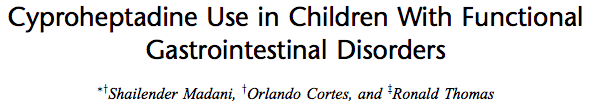 Cyproheptadine Use in Children With Functional
Gastrointestinal Disorders
*†Shailender Madani, †Orlando Cortes, and ‡Ronald Thomas